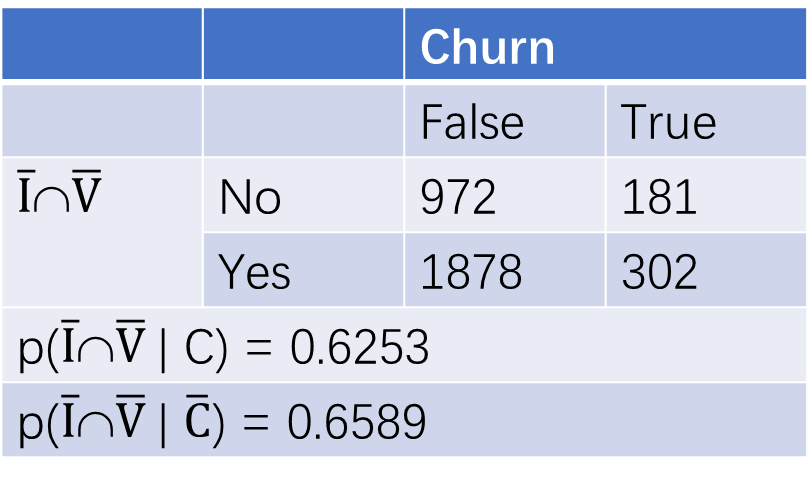 Churn
False True
I̅∩V̅ No 972 181
Yes 1878 302
p(I̅∩V̅ | C) = 0.6253
p(I̅∩V̅ | C̅) = 0.6589